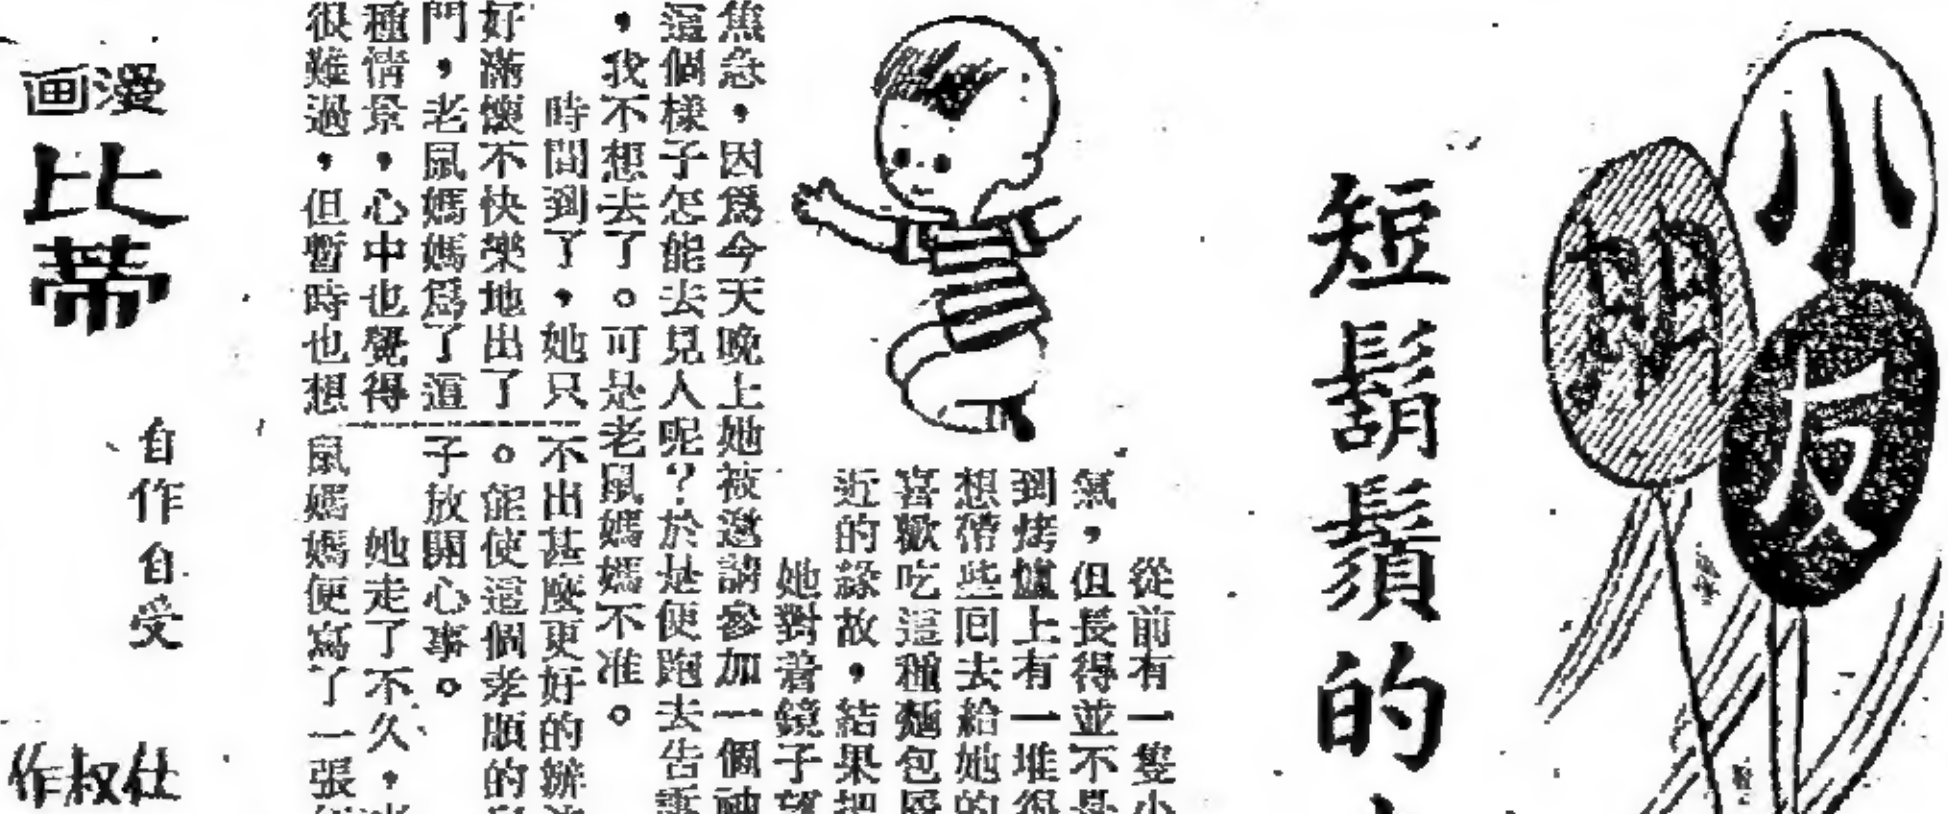 小朋友
短鬍鬚的
從前有一隻小
氣，但長得並不是
到烤爐上有一堆很
想帶些回去給她的
喜歡吃這種麵包屑
近的緣故，結果把
她對着鏡子望
焦急，因爲今天晚上她被邀請參加一個
這個樣子怎能去見人呢？於是便跑去告訴
，我不想去了。可是老鼠媽媽不准。
時間到了，她只
好滿懷不快樂地出了
門，老鼠媽媽爲了這
種情景，心中也覺得
很難過，但暫時也想
不出甚麼更好的辦法
。能使這個孝順的
子放開心事。
她走了不久，
鼠媽媽便寫了一張
漫画
比蒂
自作自受
仕叔作